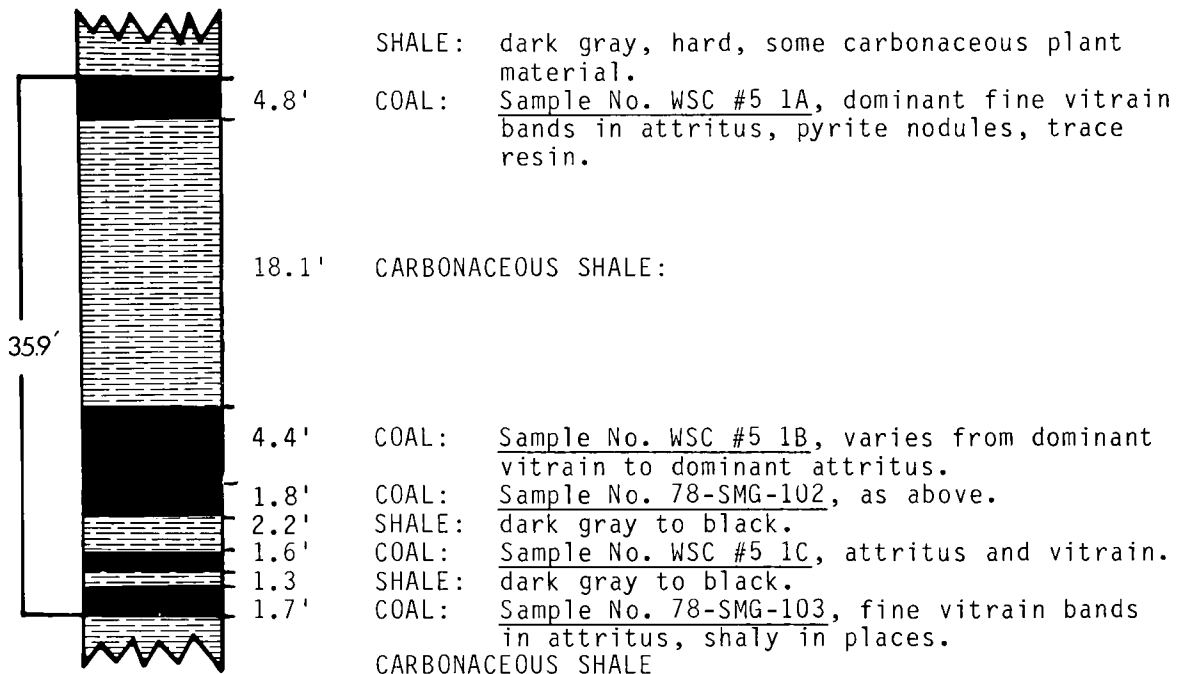 SHALE: dark gray, hard, some carbonaceous plant
material.
4.8' COAL: Sample No. WSC #5 1A, dominant fine vitrain
bands in attritus, pyrite nodules, trace
resin.
18.1' CARBONACEOUS SHALE:
35.9'
4.4' COAL: Sample No. WSC #5 1B, varies from dominant
vitrain to dominant attritus.
1.8' COAL: Sample No. 78-SMG-102, as above.
2.2' SHALE: dark gray to black.
1.6' COAL: Sample No. WSC #5 1C, attritus and vitrain.
1.3 SHALE: dark gray to black.
1.7' COAL: Sample No. 78-SMG-103, fine vitrain bands
in attritus, shaly in places.
CARBONACEOUS SHALE